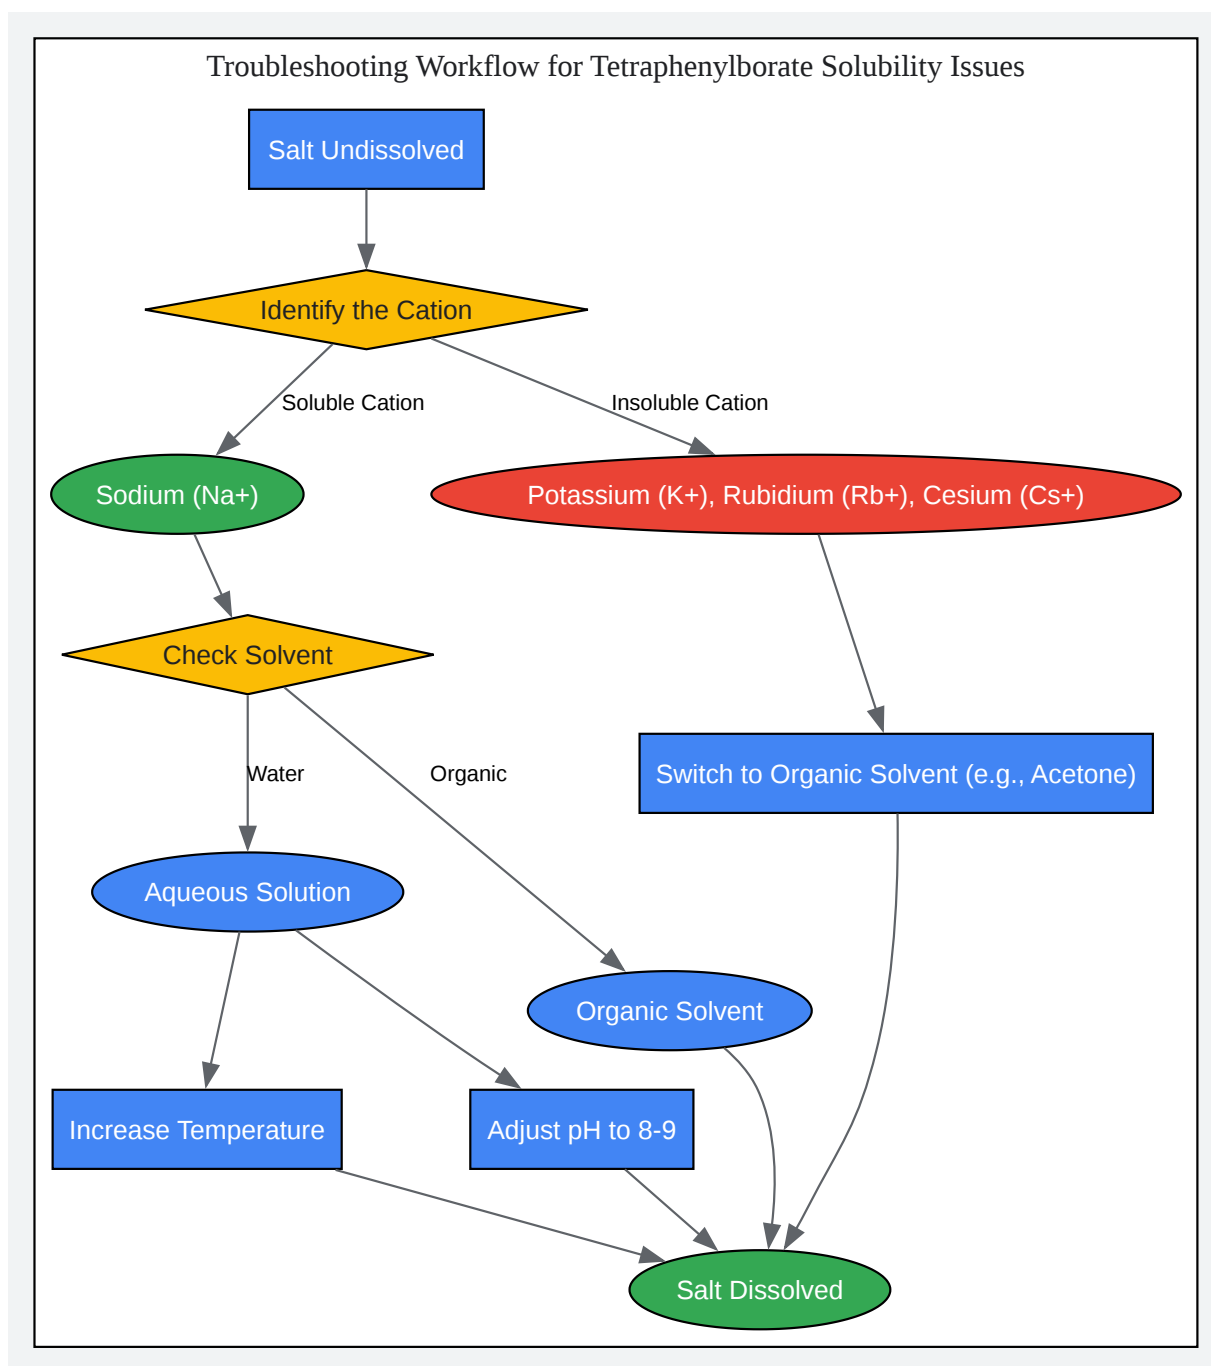 Troubleshooting Workflow for Tetraphenylborate Solubility Issues
Salt Undissolved
Identify the Cation
Soluble Cation
Insoluble Cation
Sodium (Na+)
Potassium (K+), Rubidium (Rb+), Cesium (Cs+)
Check Solvent
Water
Organic
Switch to Organic Solvent (e.g., Acetone)
Aqueous Solution
Organic Solvent
Increase Temperature
Adjust pH to 8-9
Salt Dissolved